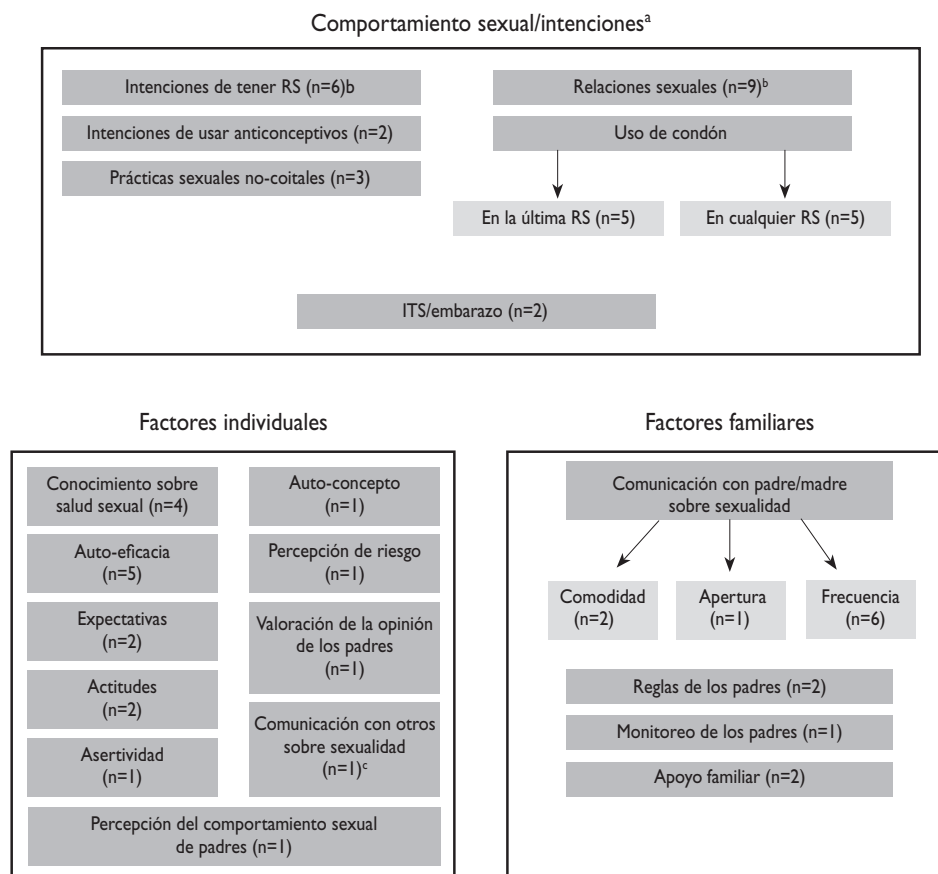 Comportamiento sexual/intencionesª
Intenciones de tener RS (n=6)b
Intenciones de usar anticonceptivos (n=2)
Prácticas sexuales no-coitales (n=3)
Relaciones sexuales (n=9)ᵇ
Uso de condón
En la última RS (n=5)
En cualquier RS (n=5)
ITS/embarazo (n=2)
Factores individuales
Conocimiento sobre
salud sexual (n=4)
Auto-eficacia
(n=5)
Expectativas
(n=2)
Actitudes
(n=2)
Asertividad
(n=1)
Auto-concepto
(n=1)
Percepción de riesgo
(n=1)
Valoración de la opinión
de los padres
(n=1)
Comunicación con otros
sobre sexualidad
(n=1)ᶜ
Percepción del comportamiento sexual
de padres (n=1)
Factores familiares
Comunicación con padre/madre
sobre sexualidad
Comodidad
(n=2)
Apertura
(n=1)
Frecuencia
(n=6)
Reglas de los padres (n=2)
Monitoreo de los padres (n=1)
Apoyo familiar (n=2)